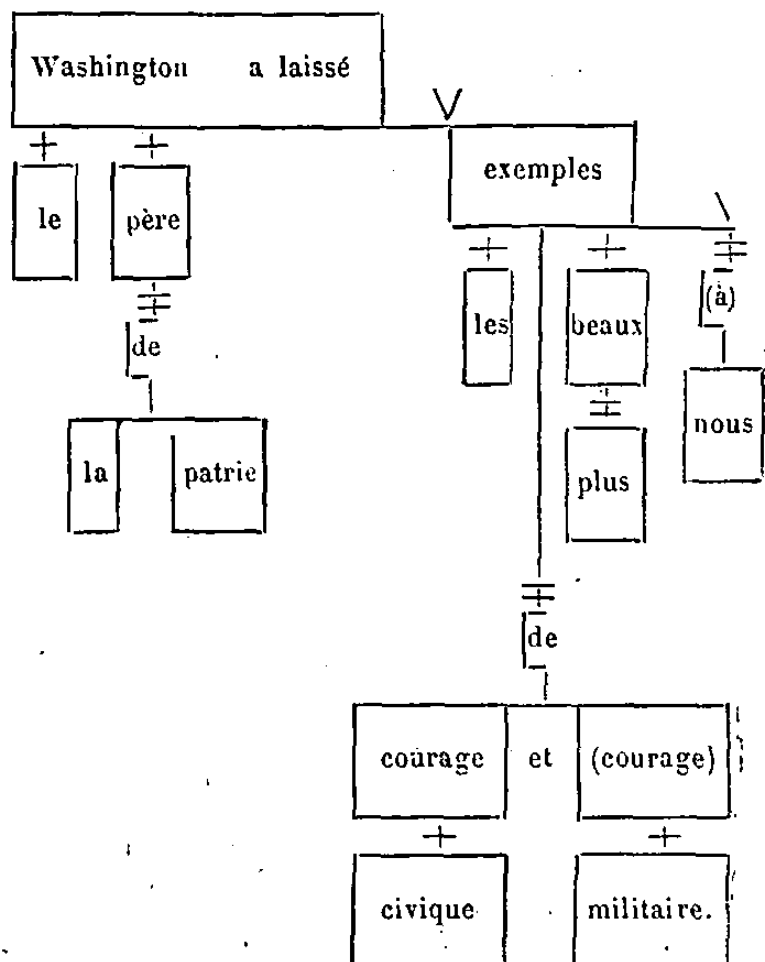 Washington a laissé
exemples
le père
les beaux (à)
de
nous
la patrie
plus
de
courage et (courage)
civique militaire.